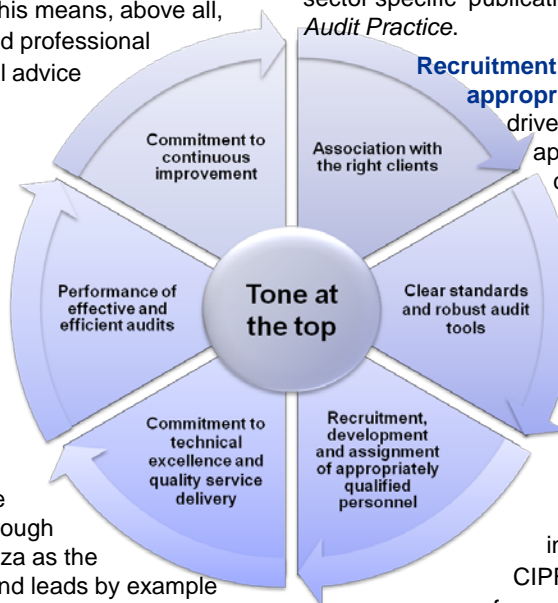 his means, above all,
d professional
l advice
sector-specific publicati
Audit Practice.
Recruitment
appropri
drive
ap
Commitment to
continuous
improvement
Association with
the right clients
Performance of
effective and
efficient audits
Tone at
the top
Clear standards
and robust audit
tools
Commitment to
technical
excellence and
quality service
delivery
Recruitment,
development
and assignment
of appropriately
qualified
personnel
e
ough
za as the
nd leads by example
in
CIPF